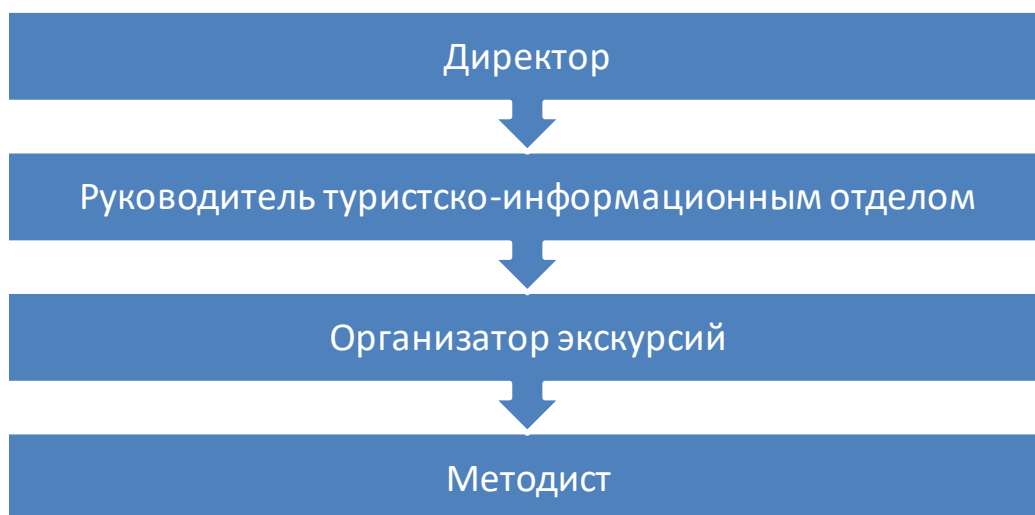 Директор
Руководитель туристско-информационным отделом
Организатор экскурсий
Методист